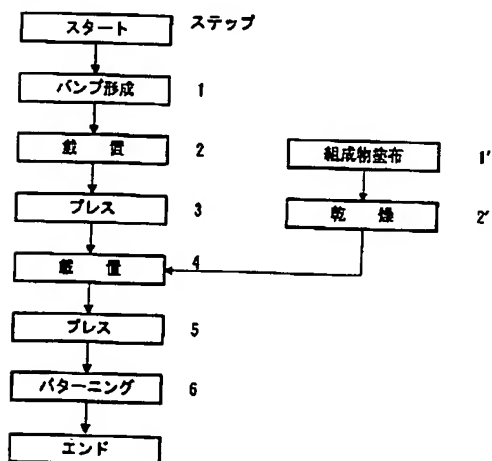 スタート ステップ
バンプ形成 1
載 置 2
組成物塗布 1'
プレス 3
乾 燥 2'
載 置 4
プレス 5
パターニング 6
エンド